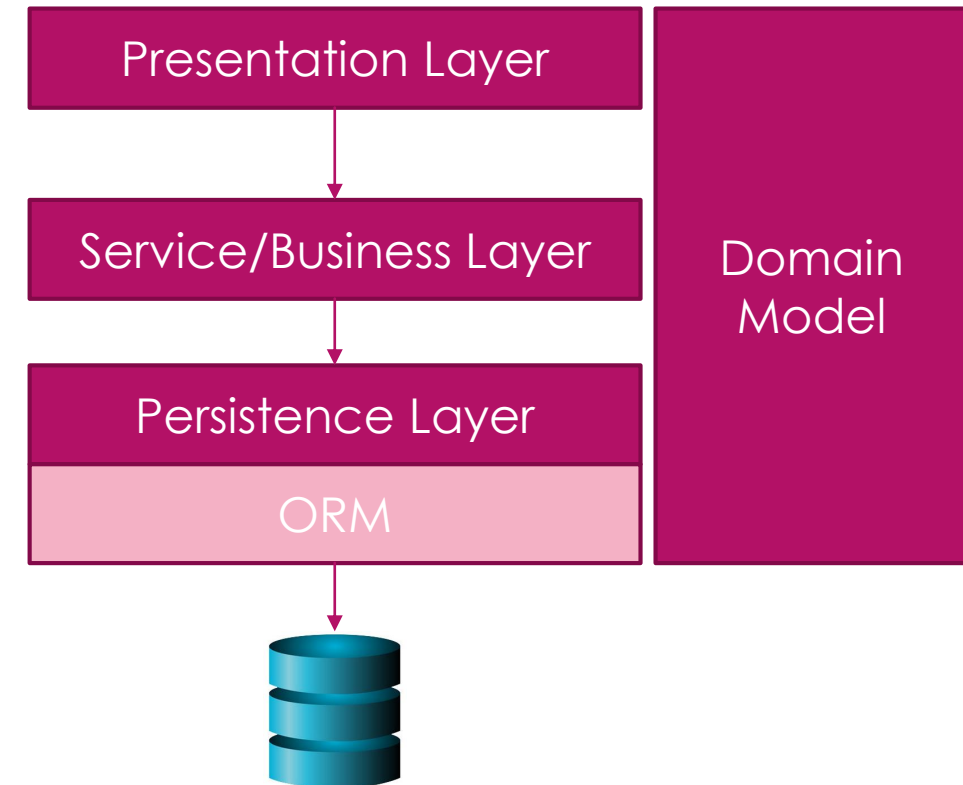 Presentation Layer
Service/Business Layer
Domain
Model
Persistence Layer
ORM